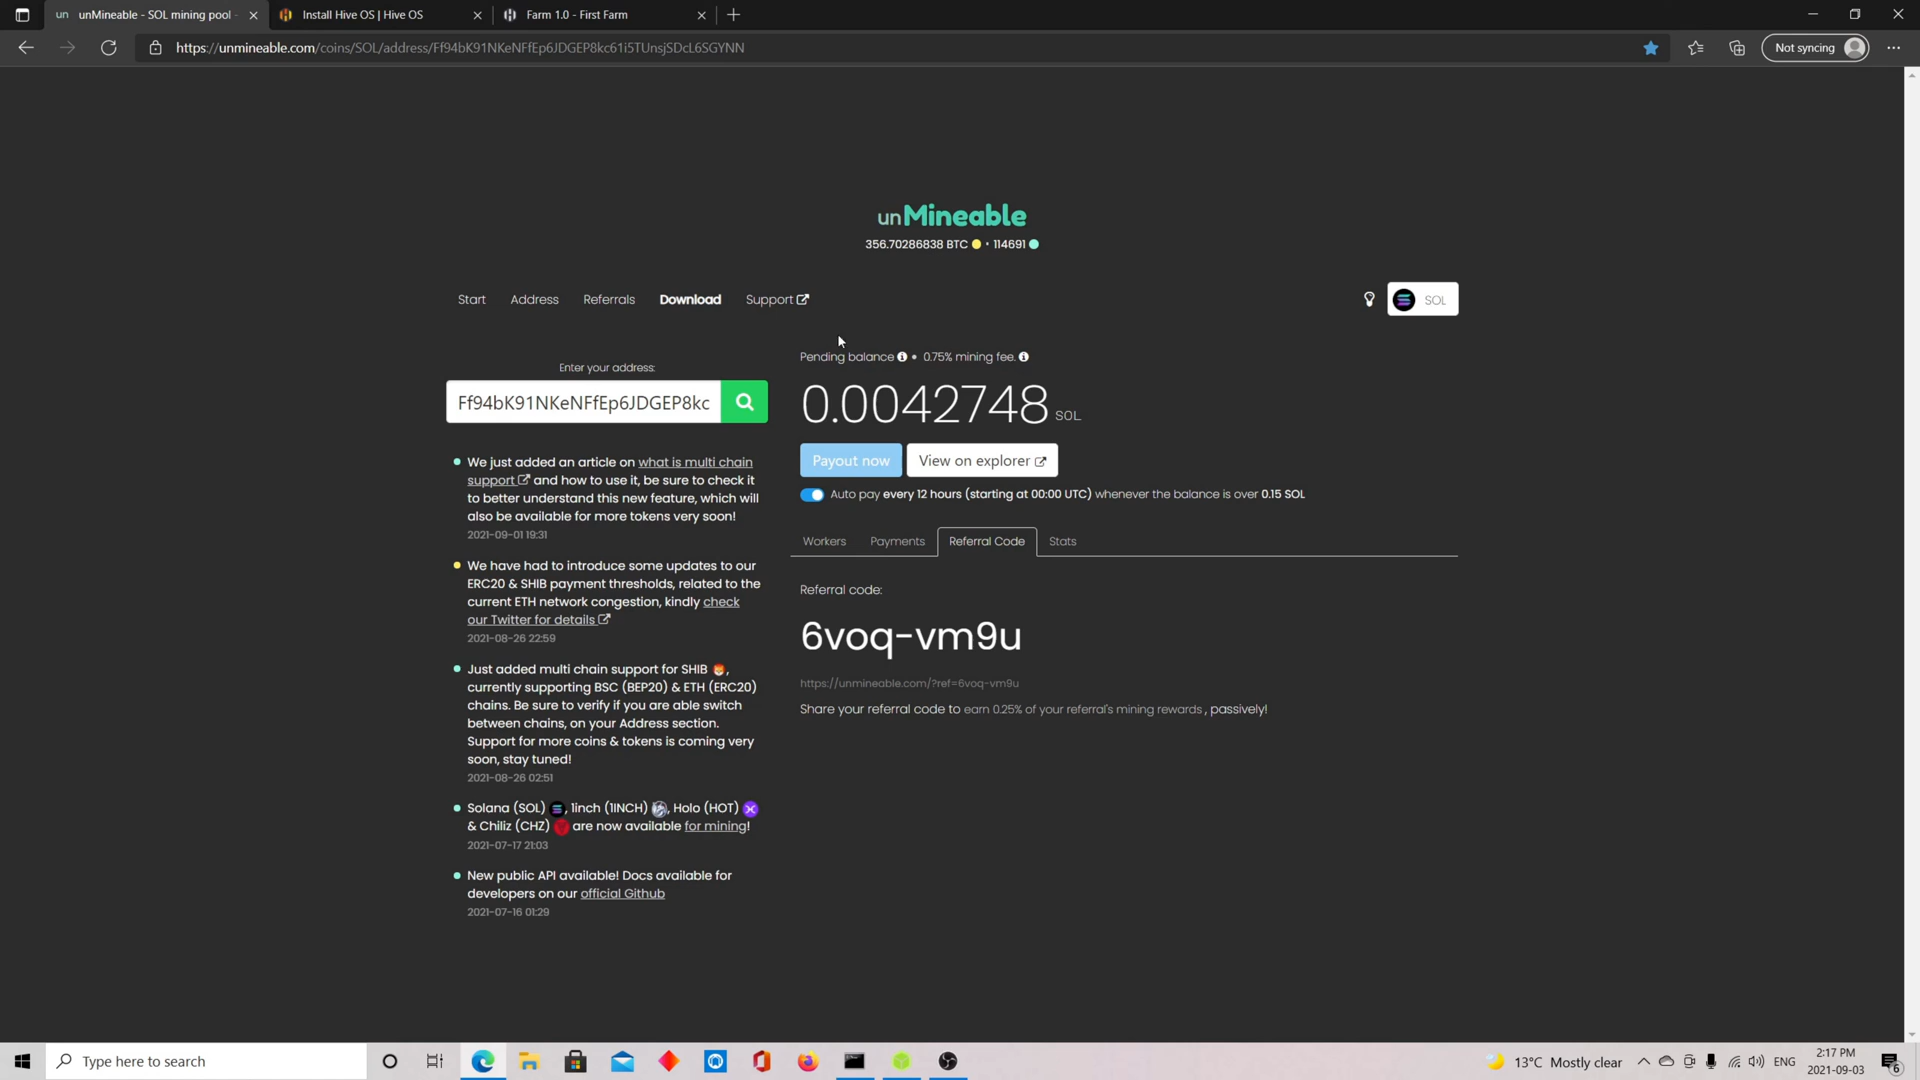 unMineable - SOL mining pool -
Install Hive OS | Hive OS
Farm 1.0 - First Farm
https://unmineable.com/coins/SOL/address/Ff94bK91NKeNFfEp6JDGEP8kc61i5TUnsjSDcL6SGYNN
Not syncing
unMineable
356.70286838 BTC • 114691
Start Address Referrals Download Support
SOL
Enter your address:
Ff94bK91NKeNFfEp6JDGEP8kc
We just added an article on what is multi chain
support and how to use it, be sure to check it
to better understand this new feature, which will
also be available for more tokens very soon!
2021-09-01 19:31
We have had to introduce some updates to our
ERC20 & SHIB payment thresholds, related to the
current ETH network congestion, kindly check
our Twitter for details
2021-08-26 22:59
Just added multi chain support for SHIB ,
currently supporting BSC (BEP20) & ETH (ERC20)
chains. Be sure to verify if you are able switch
between chains, on your Address section.
Support for more coins & tokens is coming very
soon, stay tuned!
2021-08-26 02:51
Solana (SOL) , 1inch (1INCH) , Holo (HOT)
& Chiliz (CHZ) are now available for mining!
2021-07-17 21:03
New public API available! Docs available for
developers on our official Github
2021-07-16 01:29
Pending balance • 0.75% mining fee.
0.0042748 SOL
Payout now View on explorer
Auto pay every 12 hours (starting at 00:00 UTC) whenever the balance is over 0.15 SOL
Workers Payments Referral Code Stats
Referral code:
6voq-vm9u
https://unmineable.com/?ref=6voq-vm9u
Share your referral code to earn 0.25% of your referral's mining rewards , passively!
Type here to search
13°C Mostly clear
ENG
2:17 PM
2021-09-03
6